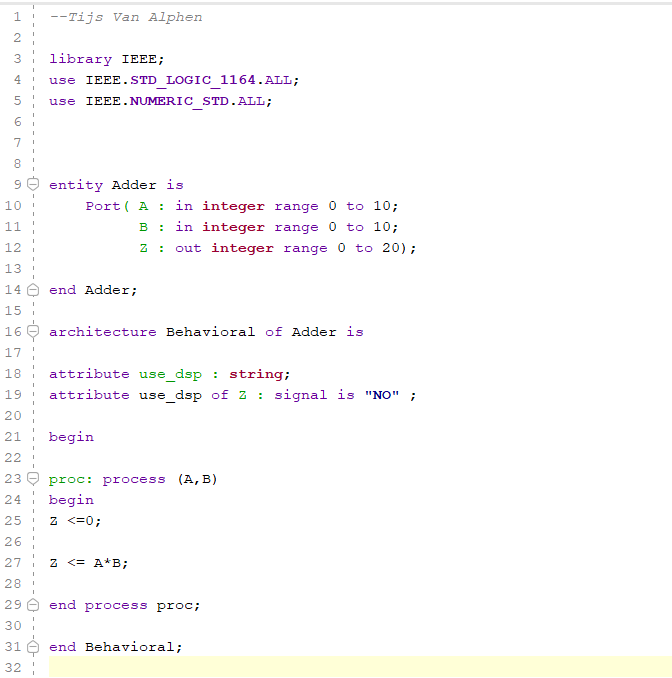 1 --Tijs Van Alphen
2
3 library IEEE;
4 use IEEE.STD_LOGIC_1164.ALL;
5 use IEEE.NUMERIC_STD.ALL;
6
7
8
9 entity Adder is
10 Port( A : in integer range 0 to 10;
11 B : in integer range 0 to 10;
12 Z : out integer range 0 to 20);
13
14 end Adder;
15
16 architecture Behavioral of Adder is
17
18 attribute use_dsp : string;
19 attribute use_dsp of Z : signal is "NO" ;
20
21 begin
22
23 proc: process (A,B)
24 begin
25 Z <=0;
26
27 Z <= A*B;
28
29 end process proc;
30
31 end Behavioral;
32